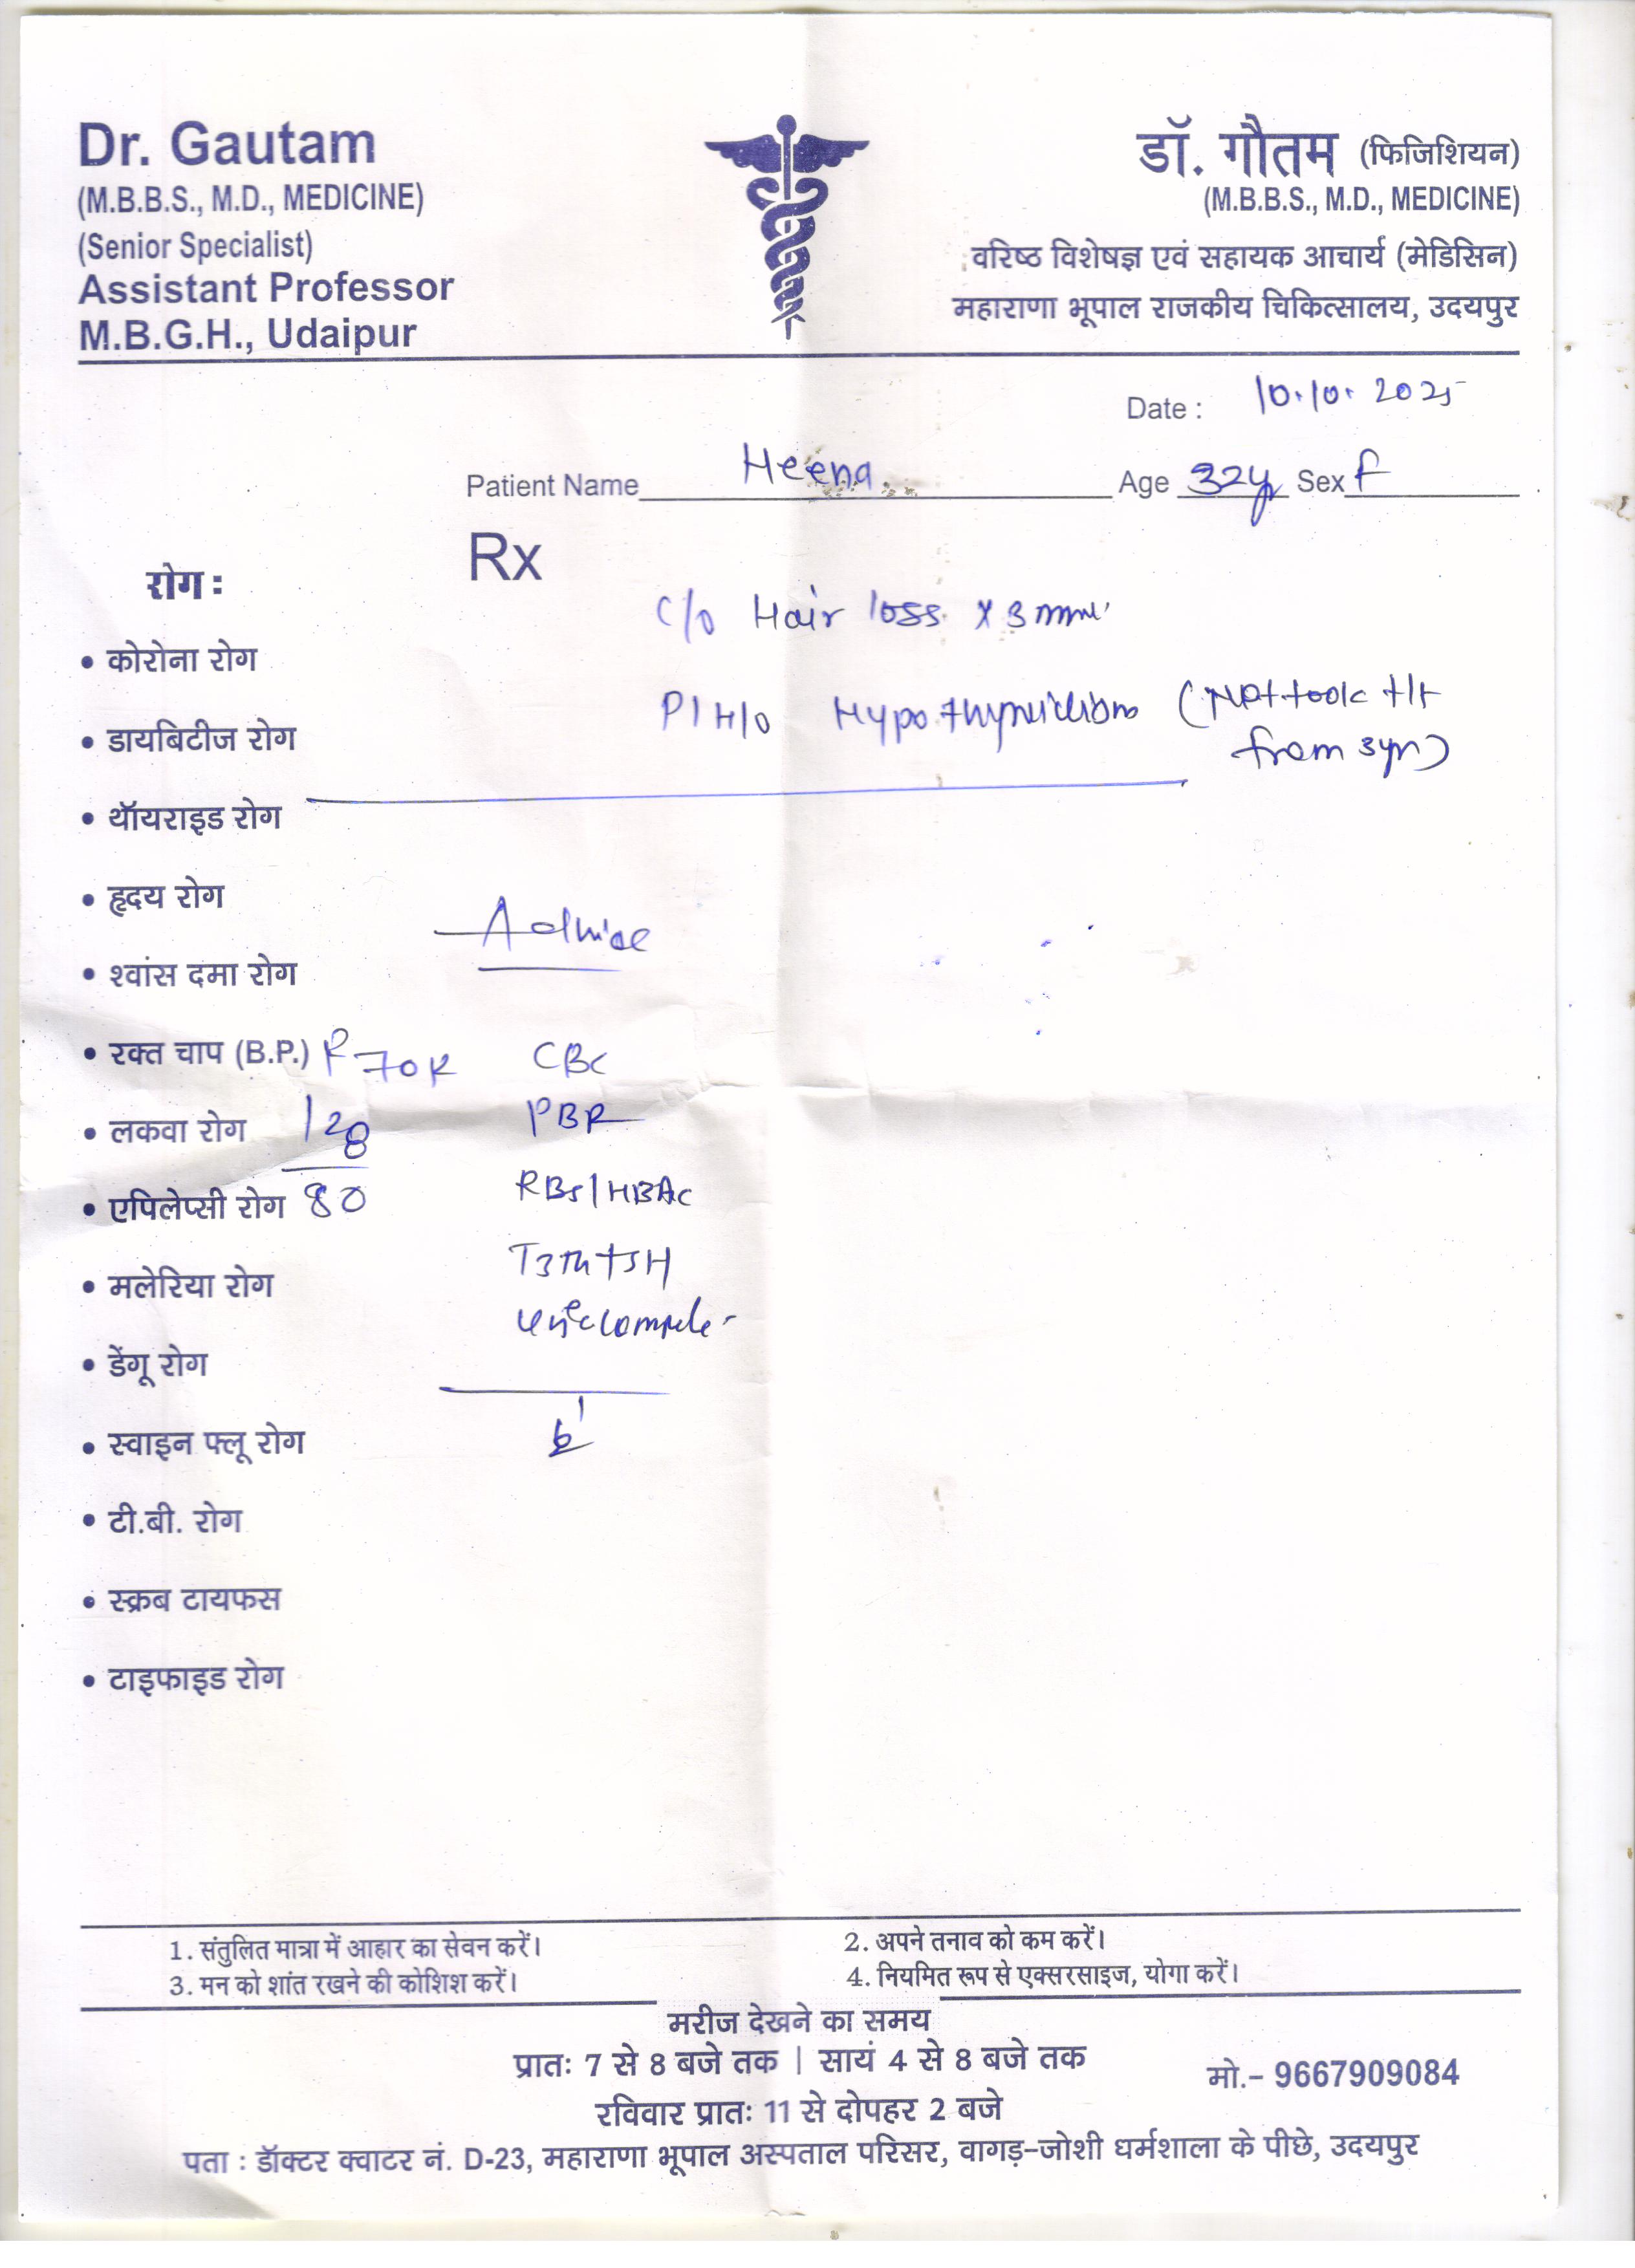 Dr. Gautam
(M.B.B.S., M.D., MEDICINE)
(Senior Specialist)
Assistant Professor
M.B.G.H., Udaipur
डॉ. गौतम (फिजिशियन)
(M.B.B.S., M.D., MEDICINE)
वरिष्ठ विशेषज्ञ एवं सहायक आचार्य (मेडिसिन)
महाराणा भूपाल राजकीय चिकित्सालय, उदयपुर
Date : 10.10.2025
Patient Name Heena Age 32y Sex F
Rx
C/o Hair loss x 3
P/H/o Hypothyroidism (Not took t/t
from 3yr)
रोग :
• कोरोना रोग
• डायबिटीज रोग
• थॉयराइड रोग
• हृदय रोग
• श्वांस दमा रोग
• रक्त चाप (B.P.)
• लकवा रोग
• एपिलेप्सी रोग
• मलेरिया रोग
• डेंगू रोग
• स्वाइन फ्लू रोग
• टी.बी. रोग
• स्क्रब टायफस
• टाइफाइड रोग
P 70
128
80
Advice
CBC
RBS/
T3 T4 TSH
1. संतुलित मात्रा में आहार का सेवन करें।
2. अपने तनाव को कम करें।
3. मन को शांत रखने की कोशिश करें।
4. नियमित रूप से एक्सरसाइज, योगा करें।
मरीज देखने का समय
प्रातः 7 से 8 बजे तक | सायं 4 से 8 बजे तक
रविवार प्रातः 11 से दोपहर 2 बजे
मो.- 9667909084
पता : डॉक्टर क्वाटर नं. D-23, महाराणा भूपाल अस्पताल परिसर, वागड़-जोशी धर्मशाला के पीछे, उदयपुर